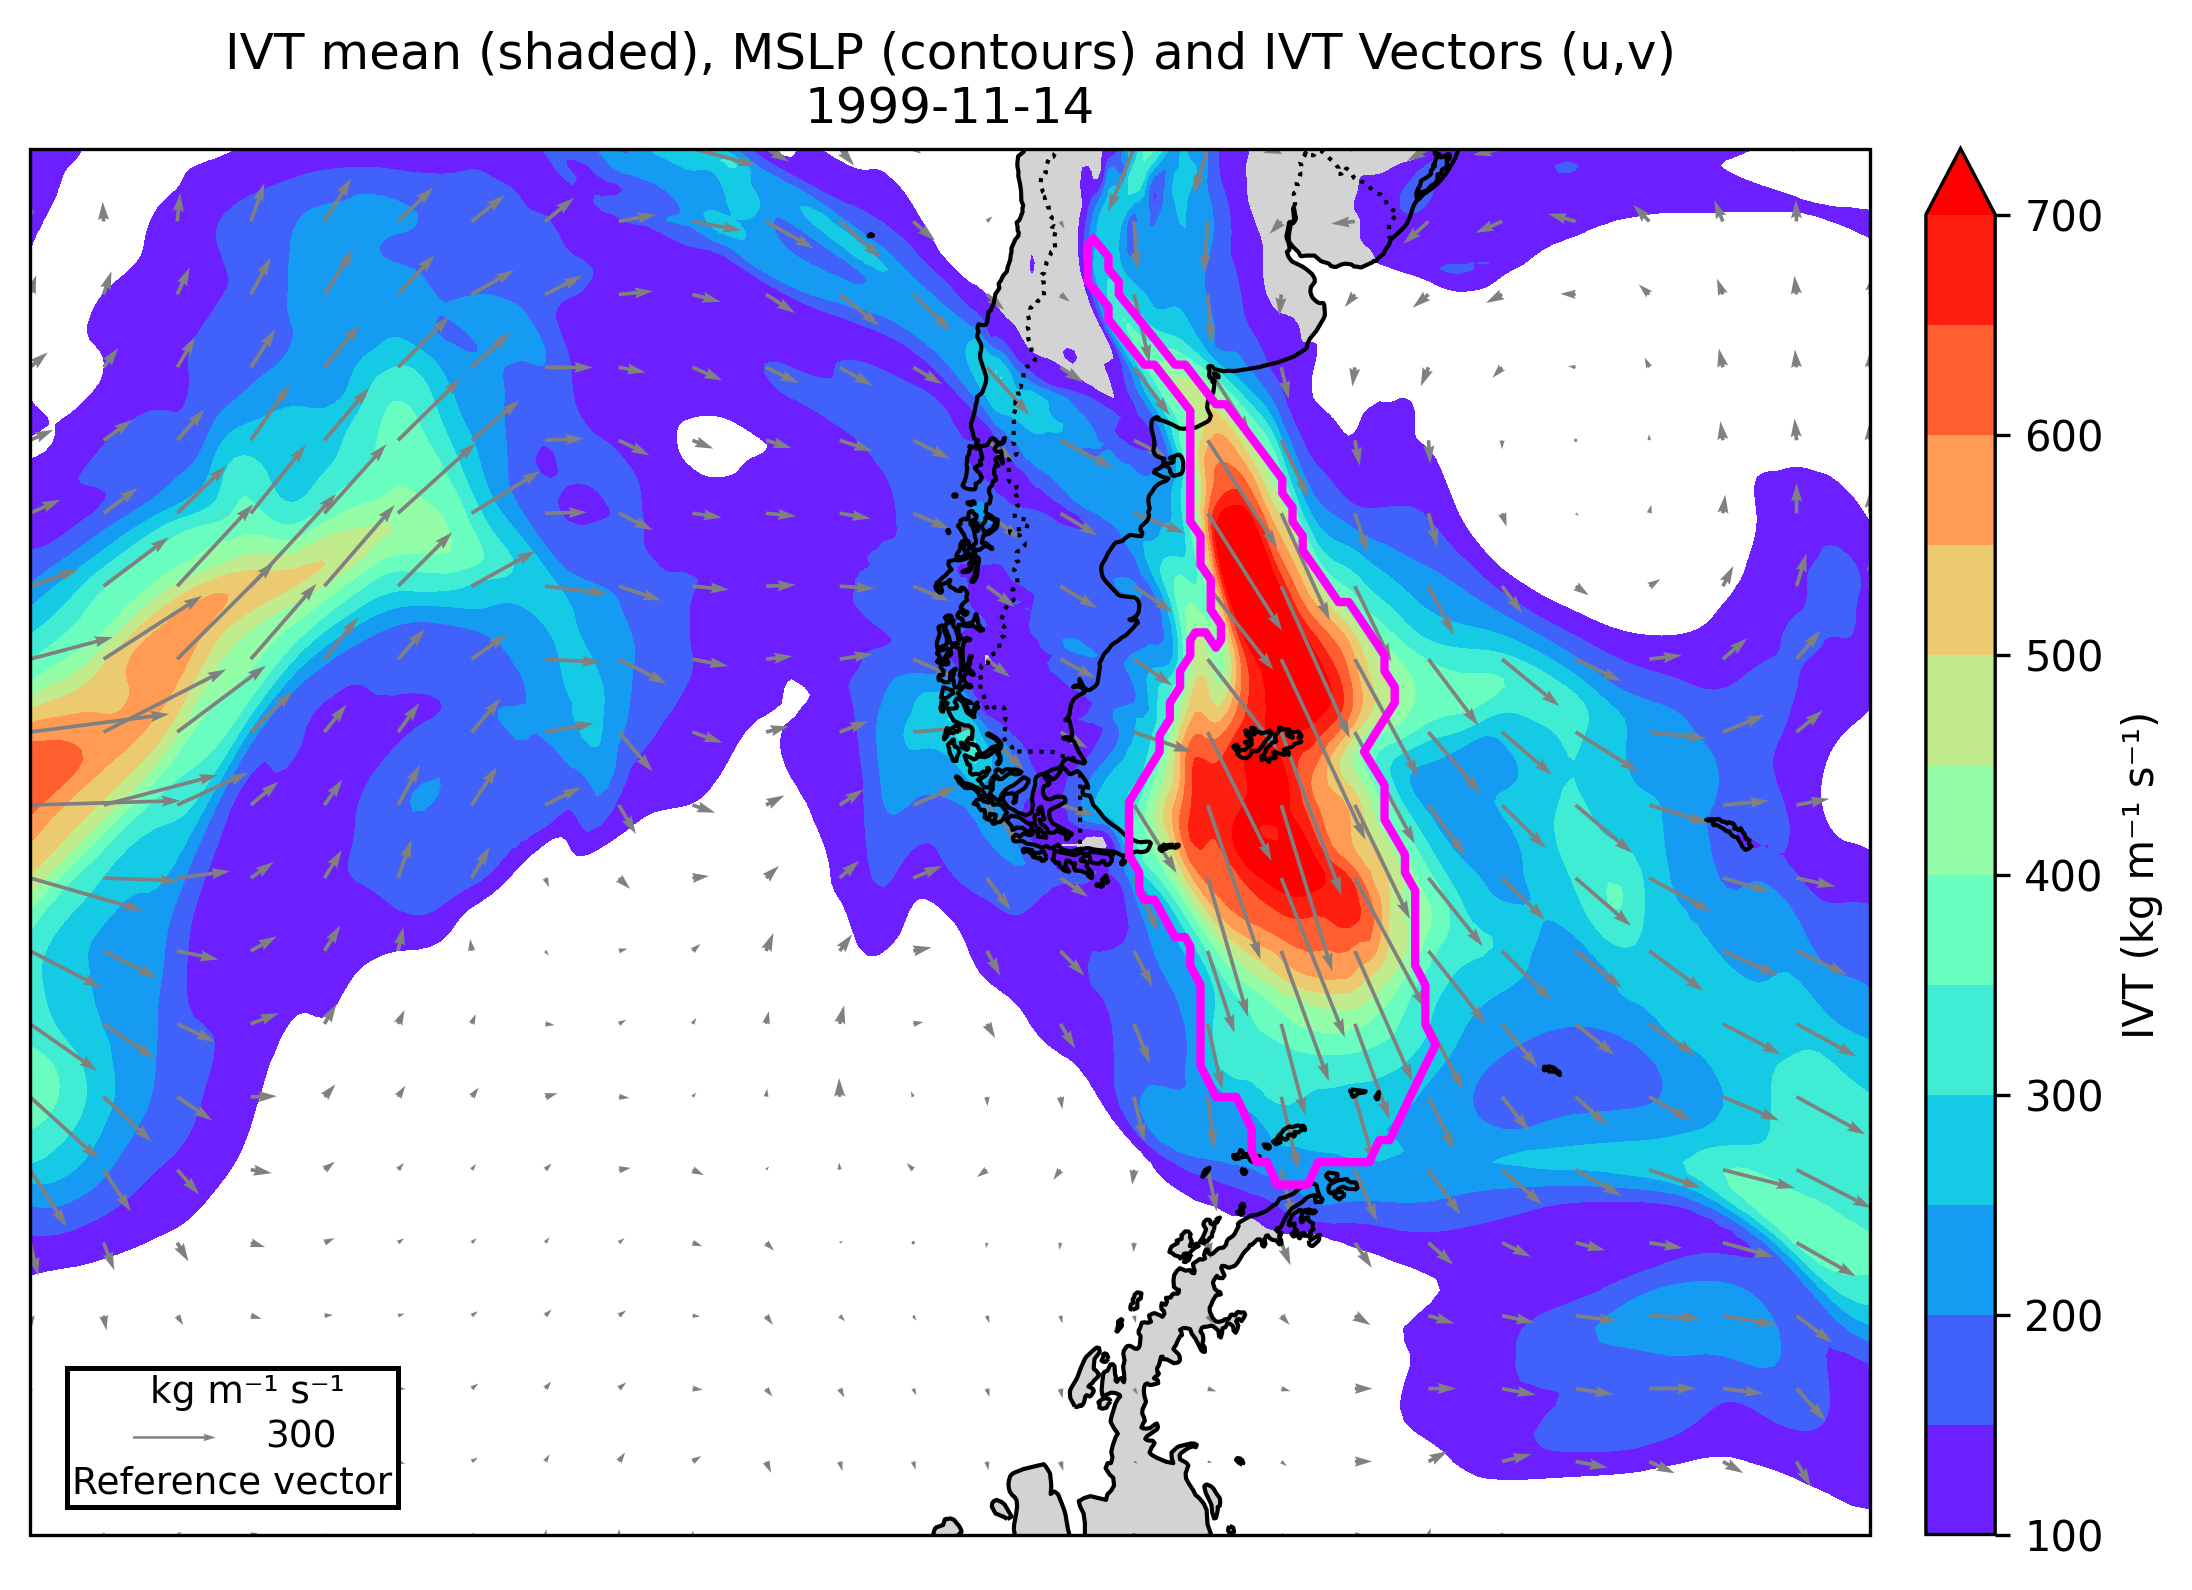 IVT mean (shaded), MSLP (contours) and IVT Vectors (u,v)
1999-11-14
700
600
500
400
300
200
100
IVT (kg m⁻¹ s⁻¹)
kg m⁻¹ s⁻¹
300
Reference vector